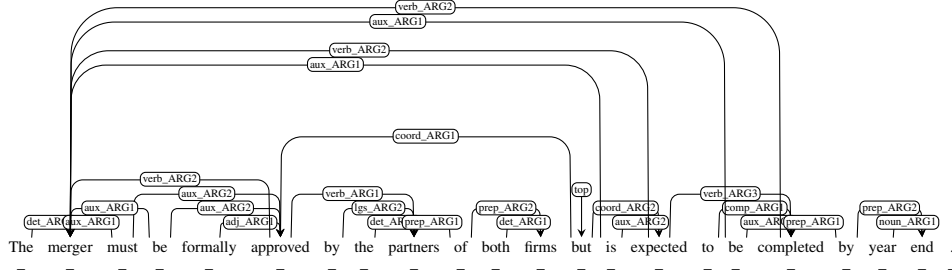 verb_ARG2
aux_ARG1
verb_ARG2
aux_ARG1
coord_ARG1
verb_ARG2 top
aux_ARG2 verb_ARG1 verb_ARG3
aux_ARG1 aux_ARG2 lgs_ARG2 prep_ARG2 coord_ARG2 comp_ARG1 prep_ARG2
aux_ARG1 adj_ARG1 prep_ARG1 det_ARG1 aux_ARG2 prep_ARG1 noun_ARG1
The merger must be formally approved by the partners of both firms but is expected to be completed by year end .